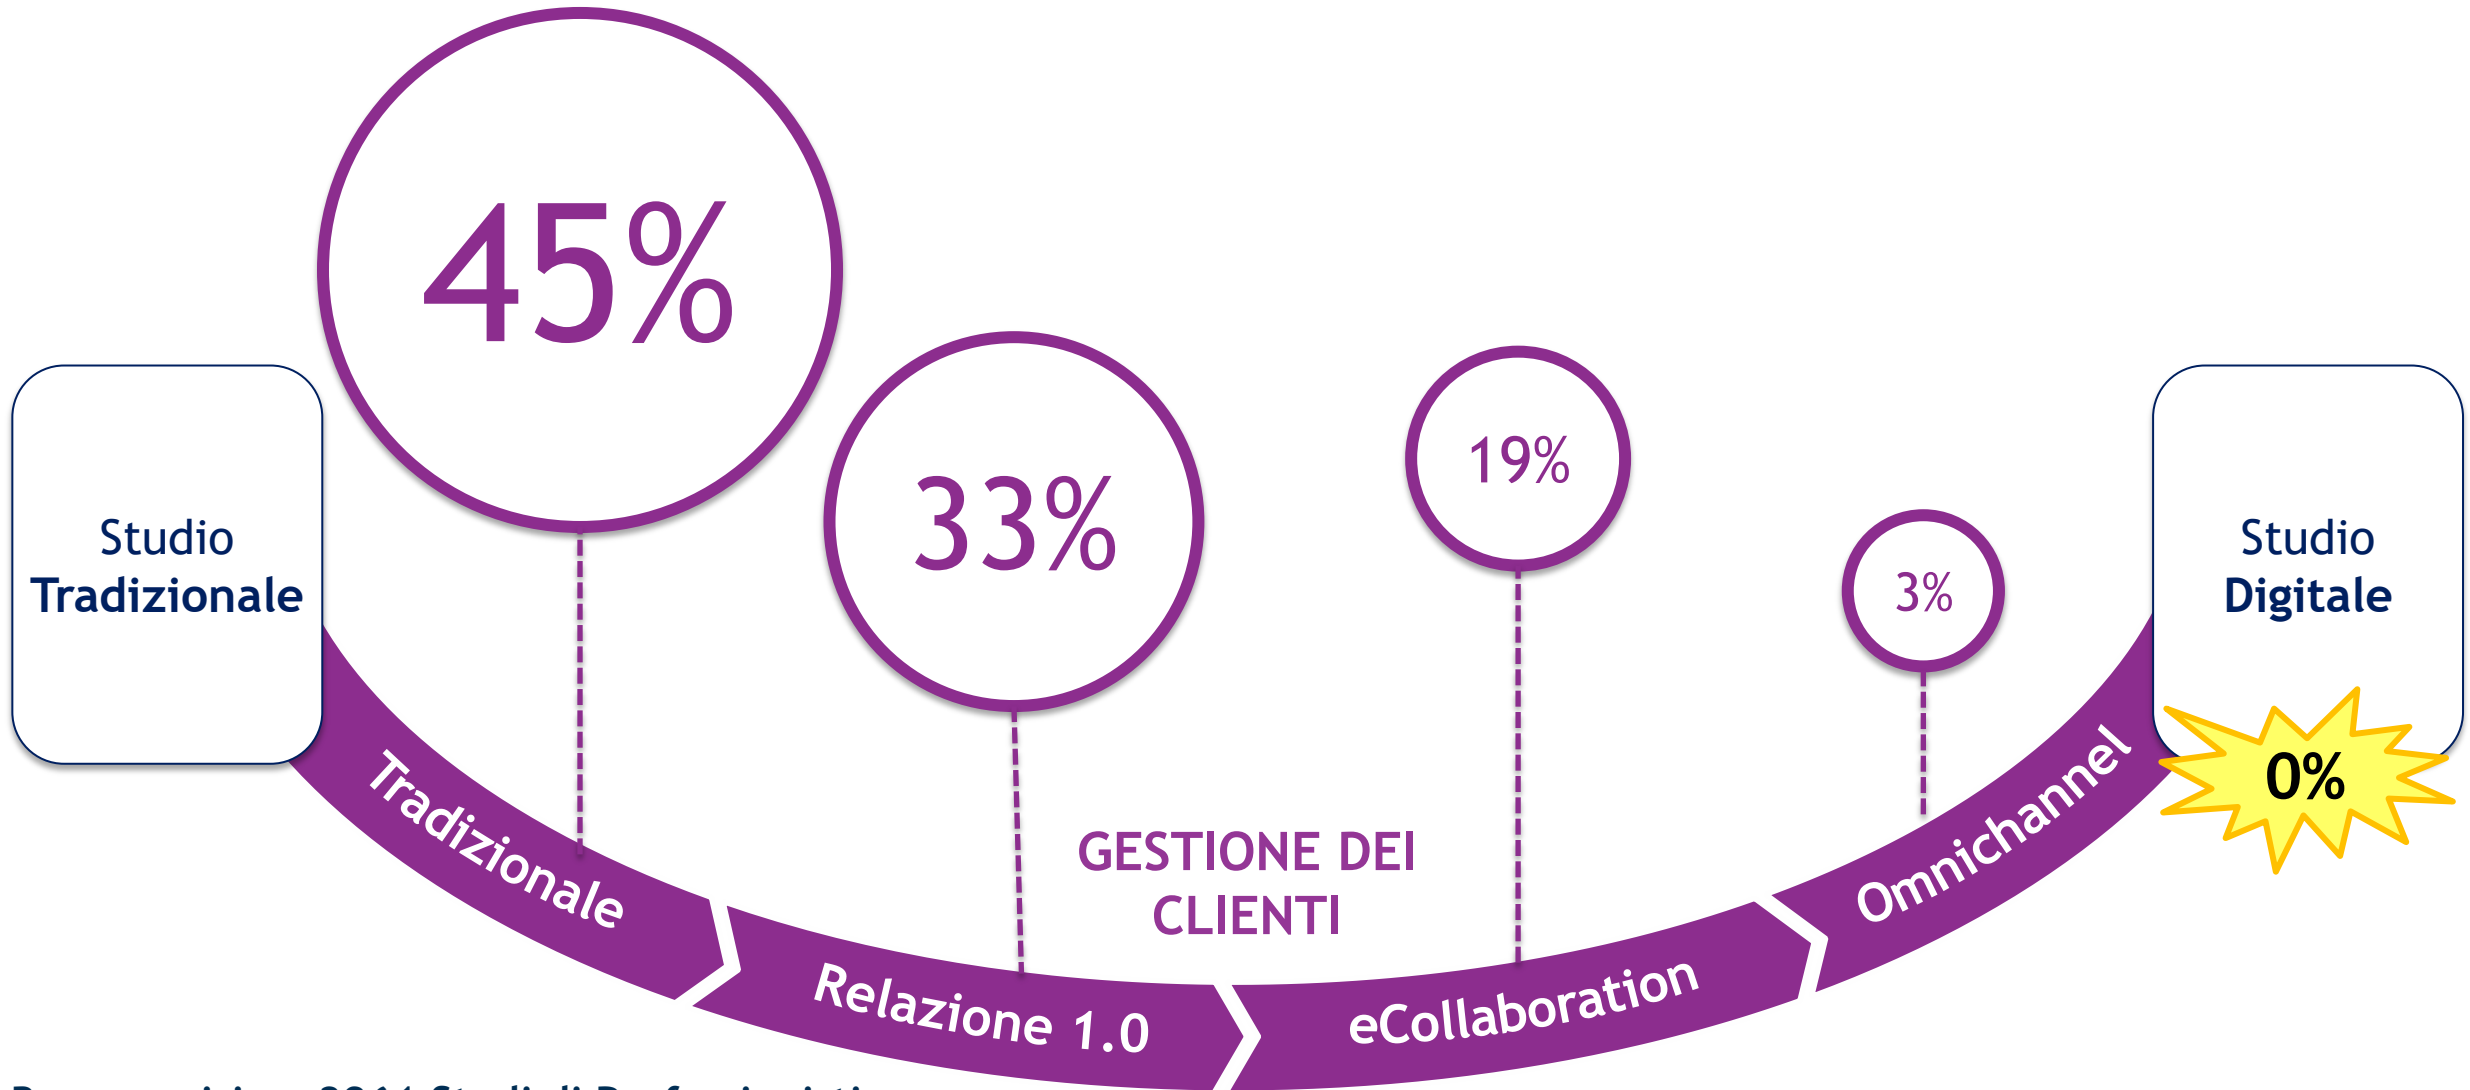 45%
33%
19%
3%
Studio
Tradizionale
Studio
Digitale
0%
GESTIONE DEI
CLIENTI
Tradizionale
Relazione 1.0
eCollaboration
Omnichannel